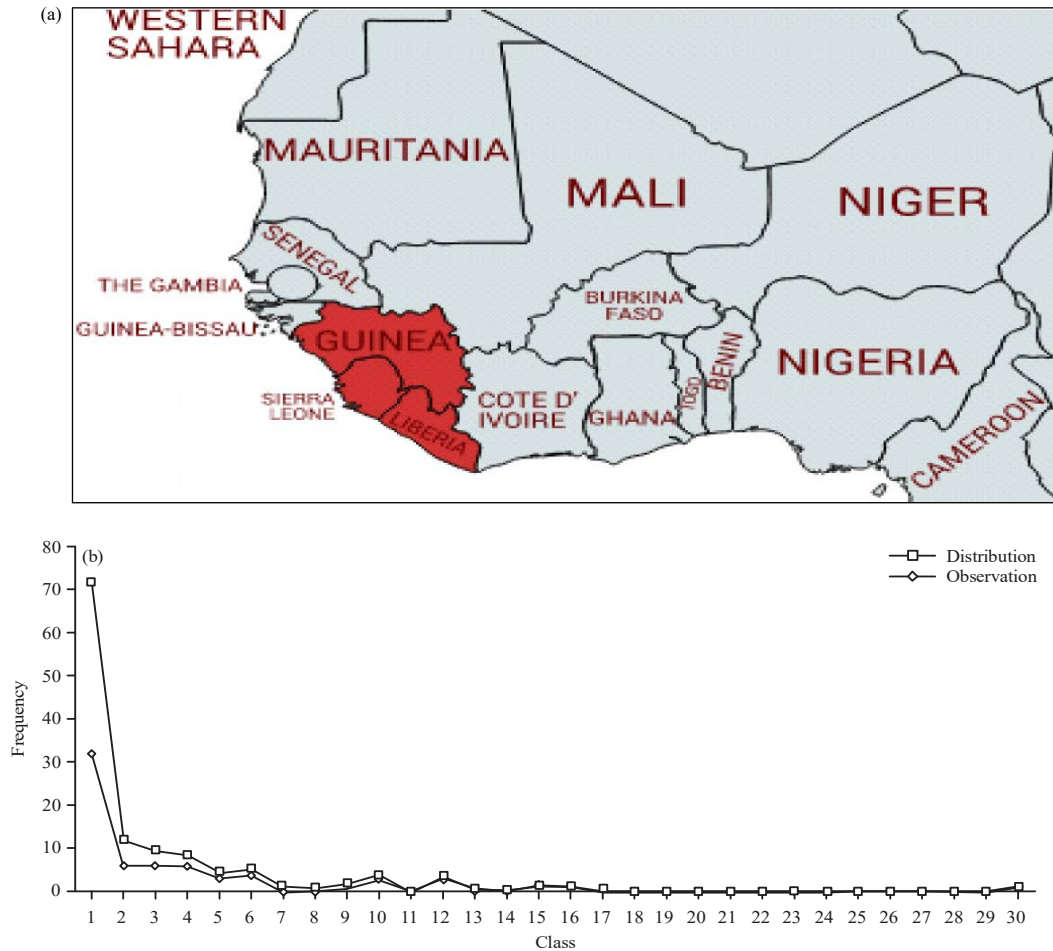 (a)
WESTERN
SAHARA
MAURITANIA
MALI
NIGER
SENEGAL
THE GAMBIA
GUINEA-BISSAU
GUINEA
BURKINA
FASO
BENIN
NIGERIA
SIERRA
LEONE
LIBERIA
COTE D'
IVOIRE
GHANA
TOGO
CAMEROON
(b)
Distribution
Observation
80
70
60
50
40
30
20
10
0
Frequency
1 2 3 4 5 6 7 8 9 10 11 12 13 14 15 16 17 18 19 20 21 22 23 24 25 26 27 28 29 30
Class